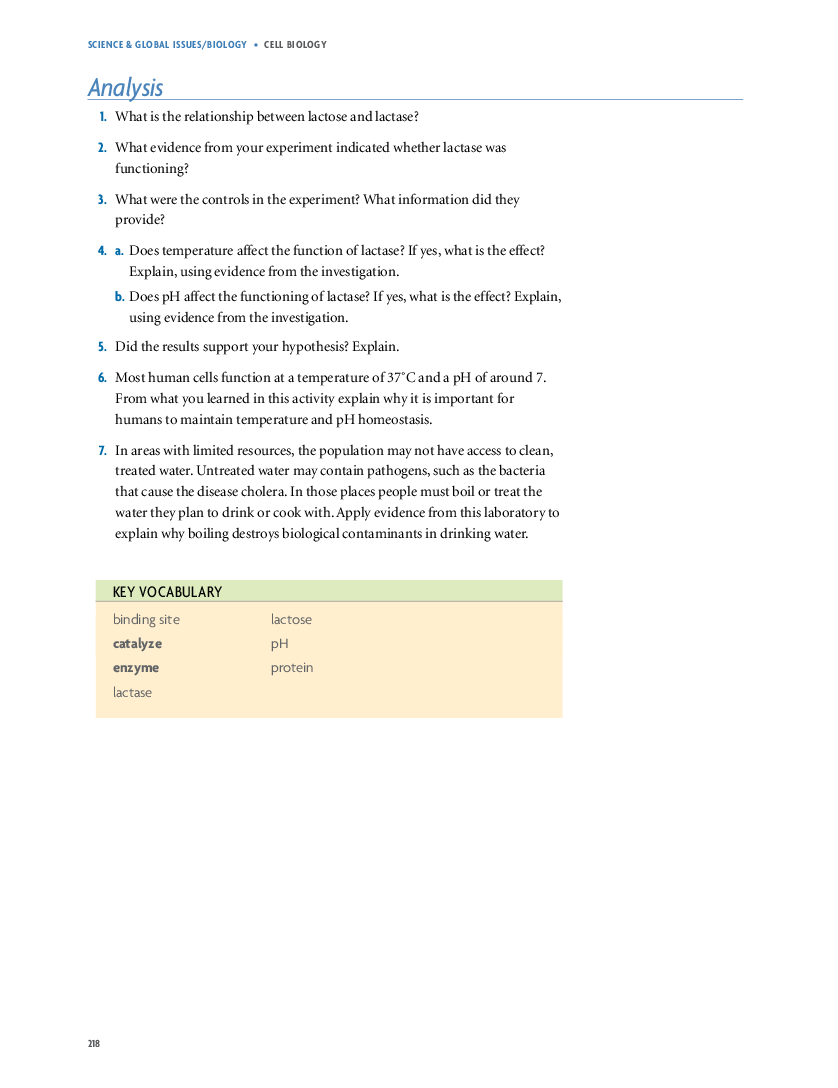 SCIENCE & GLOBAL ISSUES/BIOLOGY • CELL BIOLOGY
Analysis
1. What is the relationship between lactose and lactase?
2. What evidence from your experiment indicated whether lactase was
functioning?
3. What were the controls in the experiment? What information did they
provide?
4. a. Does temperature affect the function of lactase? If yes, what is the effect?
Explain, using evidence from the investigation.
b. Does pH affect the functioning of lactase? If yes, what is the effect? Explain,
using evidence from the investigation.
5. Did the results support your hypothesis? Explain.
6. Most human cells function at a temperature of 37˚C and a pH of around 7.
From what you learned in this activity explain why it is important for
humans to maintain temperature and pH homeostasis.
7. In areas with limited resources, the population may not have access to clean,
treated water. Untreated water may contain pathogens, such as the bacteria
that cause the disease cholera. In those places people must boil or treat the
water they plan to drink or cook with. Apply evidence from this laboratory to
explain why boiling destroys biological contaminants in drinking water.
KEY VOCABULARY
binding site
catalyze
enzyme
lactase
lactose
pH
protein
218